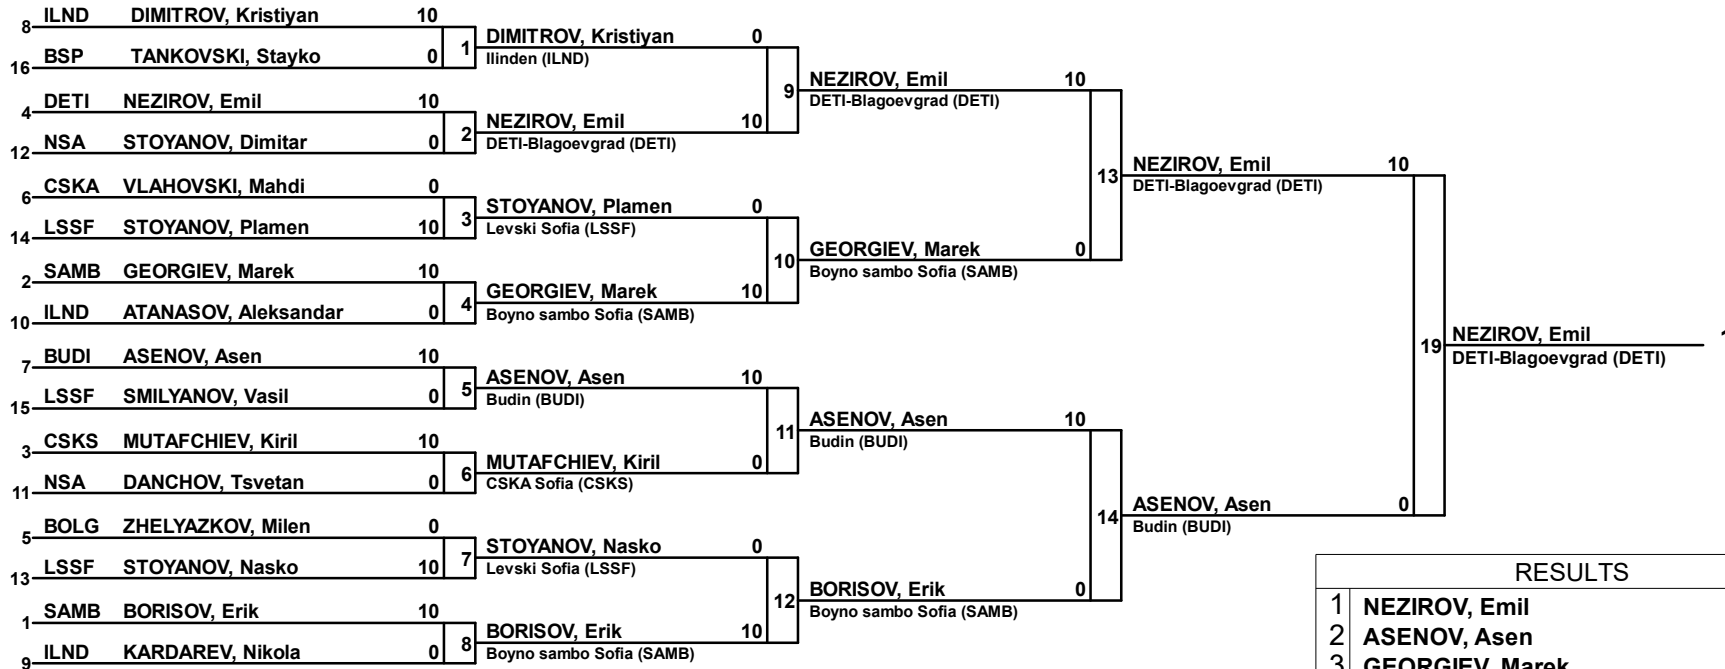 8 ILND DIMITROV, Kristiyan 10
16 BSP TANKOVSKI, Stayko 0
1
DIMITROV, Kristiyan 0
Ilinden (ILND)
4 DETI NEZIROV, Emil 10
12 NSA STOYANOV, Dimitar 0
2
NEZIROV, Emil 10
DETI-Blagoevgrad (DETI)
9
NEZIROV, Emil 10
DETI-Blagoevgrad (DETI)
6 CSKA VLAHOVSKI, Mahdi 0
14 LSSF STOYANOV, Plamen 10
3
STOYANOV, Plamen 0
Levski Sofia (LSSF)
2 SAMB GEORGIEV, Marek 10
10 ILND ATANASOV, Aleksandar 0
4
GEORGIEV, Marek 10
Boyno sambo Sofia (SAMB)
10
GEORGIEV, Marek 0
Boyno sambo Sofia (SAMB)
13
NEZIROV, Emil 10
DETI-Blagoevgrad (DETI)
7 BUDI ASENOV, Asen 10
15 LSSF SMILYANOV, Vasil 0
5
ASENOV, Asen 10
Budin (BUDI)
3 CSKS MUTAFCHIEV, Kiril 10
11 NSA DANCHOV, Tsvetan 0
6
MUTAFCHIEV, Kiril 0
CSKA Sofia (CSKS)
11
ASENOV, Asen 10
Budin (BUDI)
5 BOLG ZHELYAZKOV, Milen 0
13 LSSF STOYANOV, Nasko 10
7
STOYANOV, Nasko 0
Levski Sofia (LSSF)
1 SAMB BORISOV, Erik 10
9 ILND KARDAREV, Nikola 0
8
BORISOV, Erik 10
Boyno sambo Sofia (SAMB)
12
BORISOV, Erik 0
Boyno sambo Sofia (SAMB)
14
ASENOV, Asen 0
Budin (BUDI)
19
NEZIROV, Emil
DETI-Blagoevgrad (DETI)
RESULTS
1 NEZIROV, Emil
2 ASENOV, Asen
3 GEORGIEV, Marek